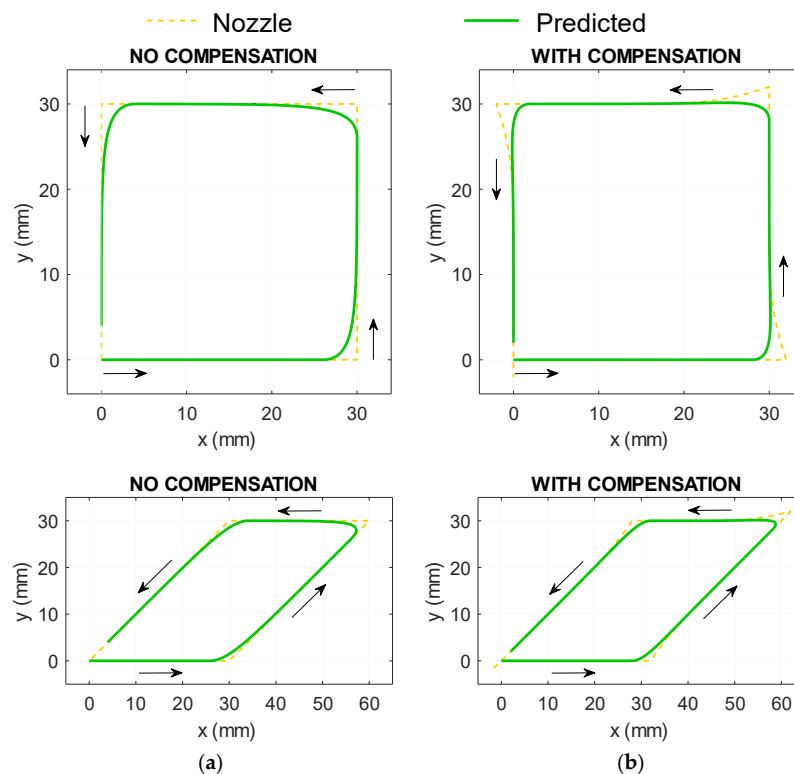 Nozzle
Predicted
NO COMPENSATION
30
20
10
0
y (mm)
0 10 20 30
x (mm)
WITH COMPENSATION
30
20
10
0
y (mm)
0 10 20 30
x (mm)
NO COMPENSATION
30
20
10
0
y (mm)
0 10 20 30 40 50 60
x (mm)
(a)
WITH COMPENSATION
30
20
10
0
y (mm)
0 10 20 30 40 50 60
x (mm)
(b)